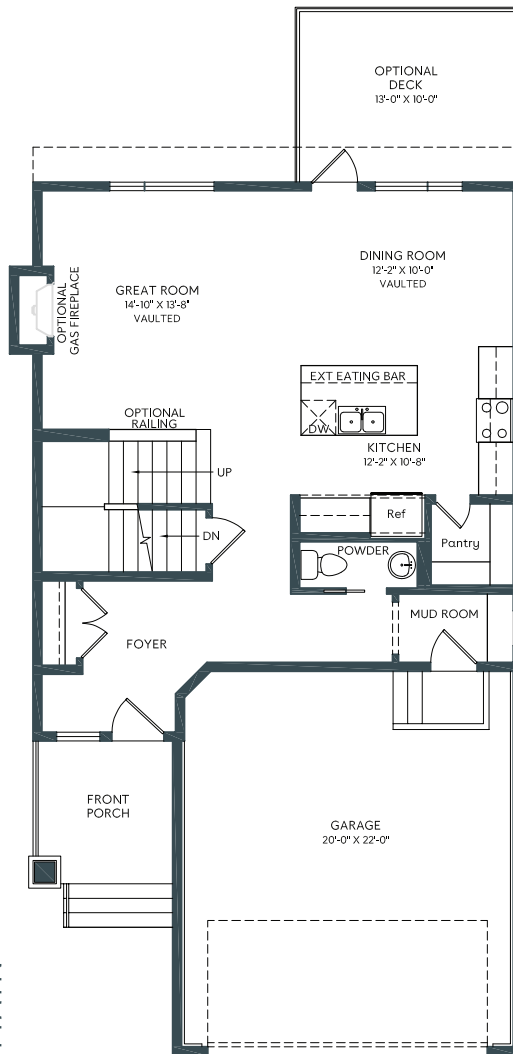 OPTIONAL
DECK
13'-0" X 10'-0"
DINING ROOM
12'-2" X 10'-0"
VAULTED
GREAT ROOM
14'-10" X 13'-8"
VAULTED
OPTIONAL
GAS FIREPLACE
EXT EATING BAR
DW
OPTIONAL
RAILING
KITCHEN
12'-2" X 10'-8"
UP
Ref
DN
Pantry
POWDER
MUD ROOM
FOYER
FRONT
PORCH
GARAGE
20'-0" X 22'-0"